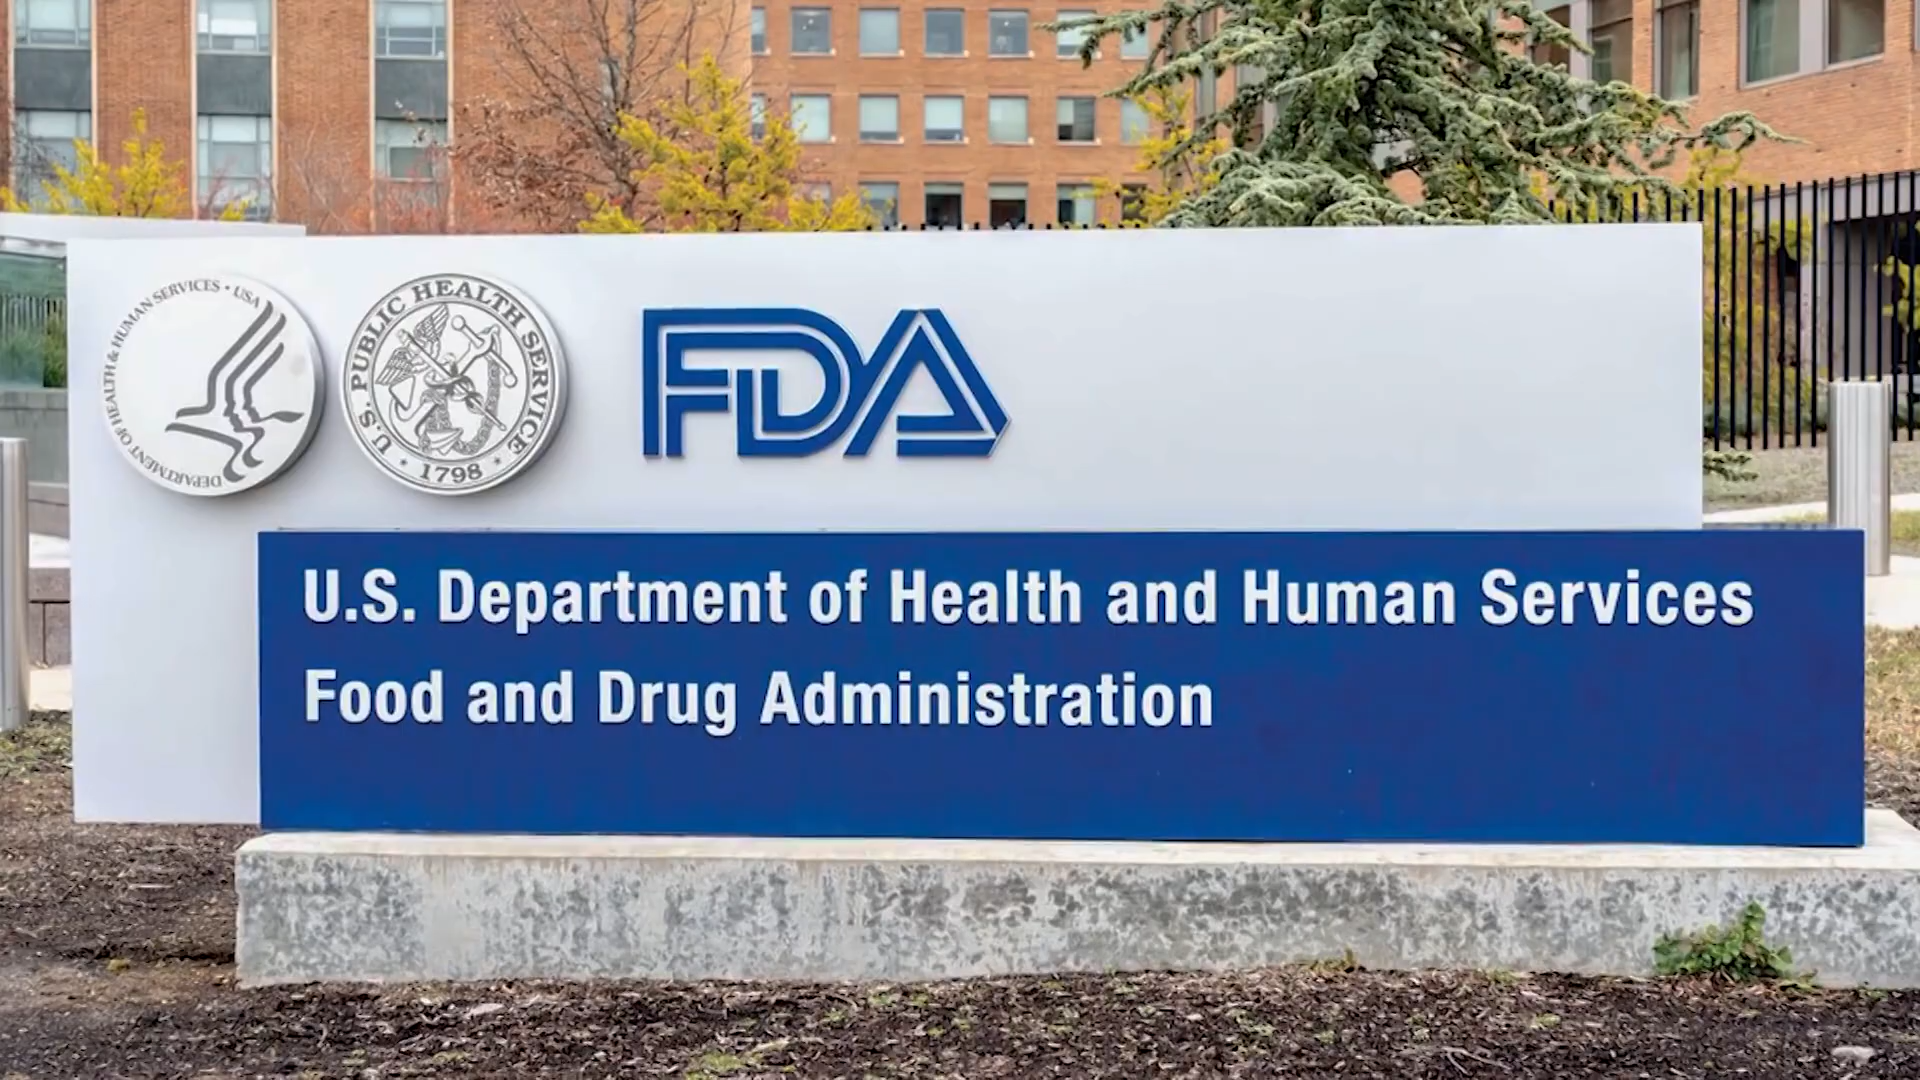 DEPARTMENT OF HEALTH & HUMAN SERVICES • USA
U.S. PUBLIC HEALTH SERVICE
1798
FDA
U.S. Department of Health and Human Services
Food and Drug Administration